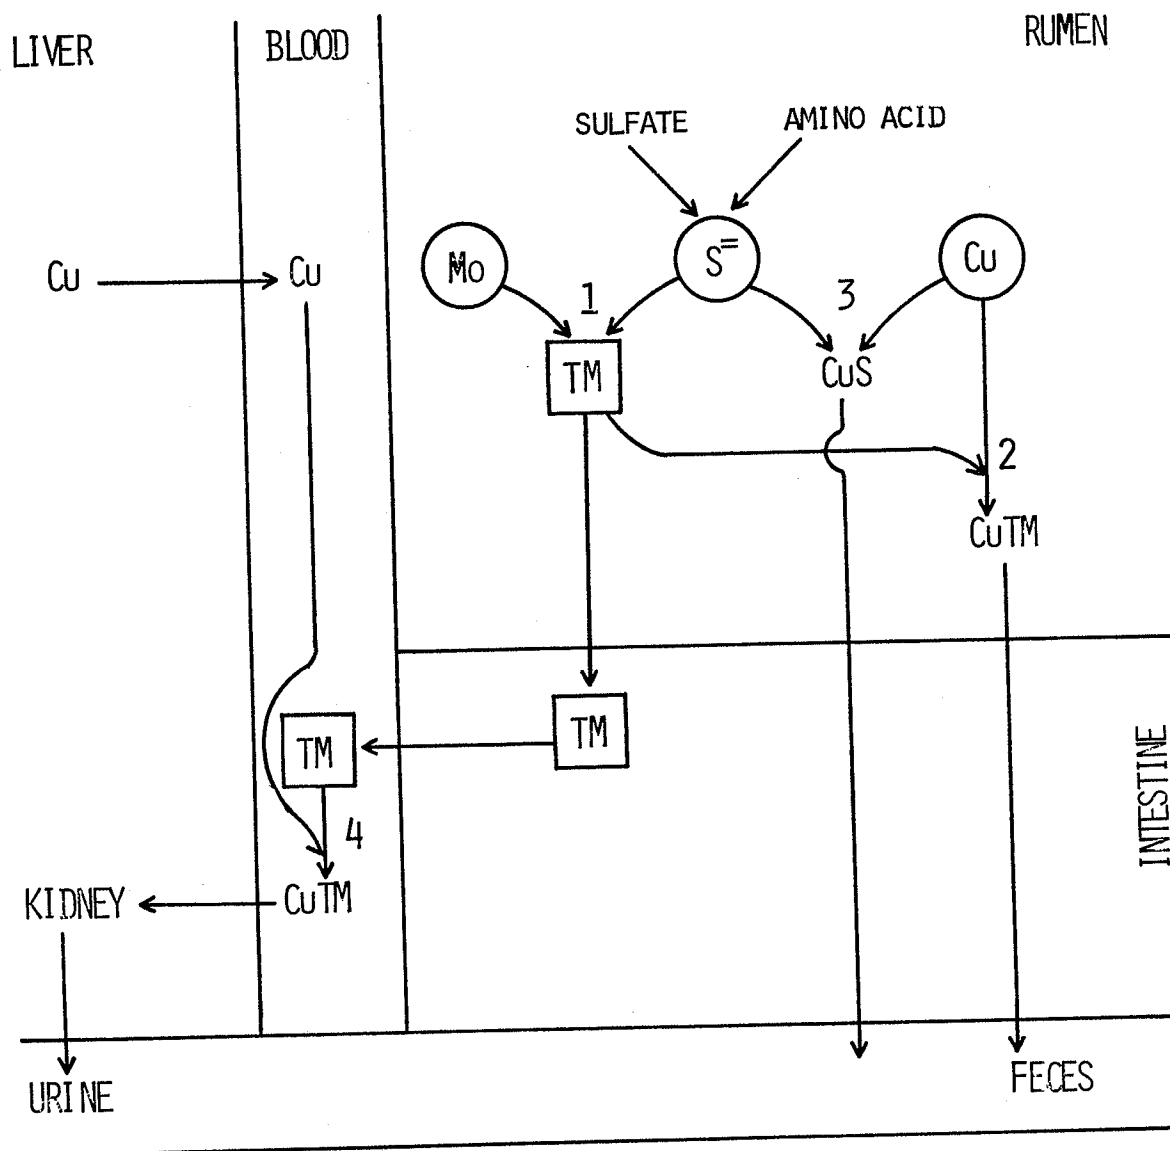 LIVER
BLOOD
RUMEN
SULFATE
AMINO ACID
Mo
S=
Cu
Cu
Cu
1
3
TM
CuS
2
CuTM
TM
TM
INTESTINE
4
KIDNEY
CuTM
URINE
FECES